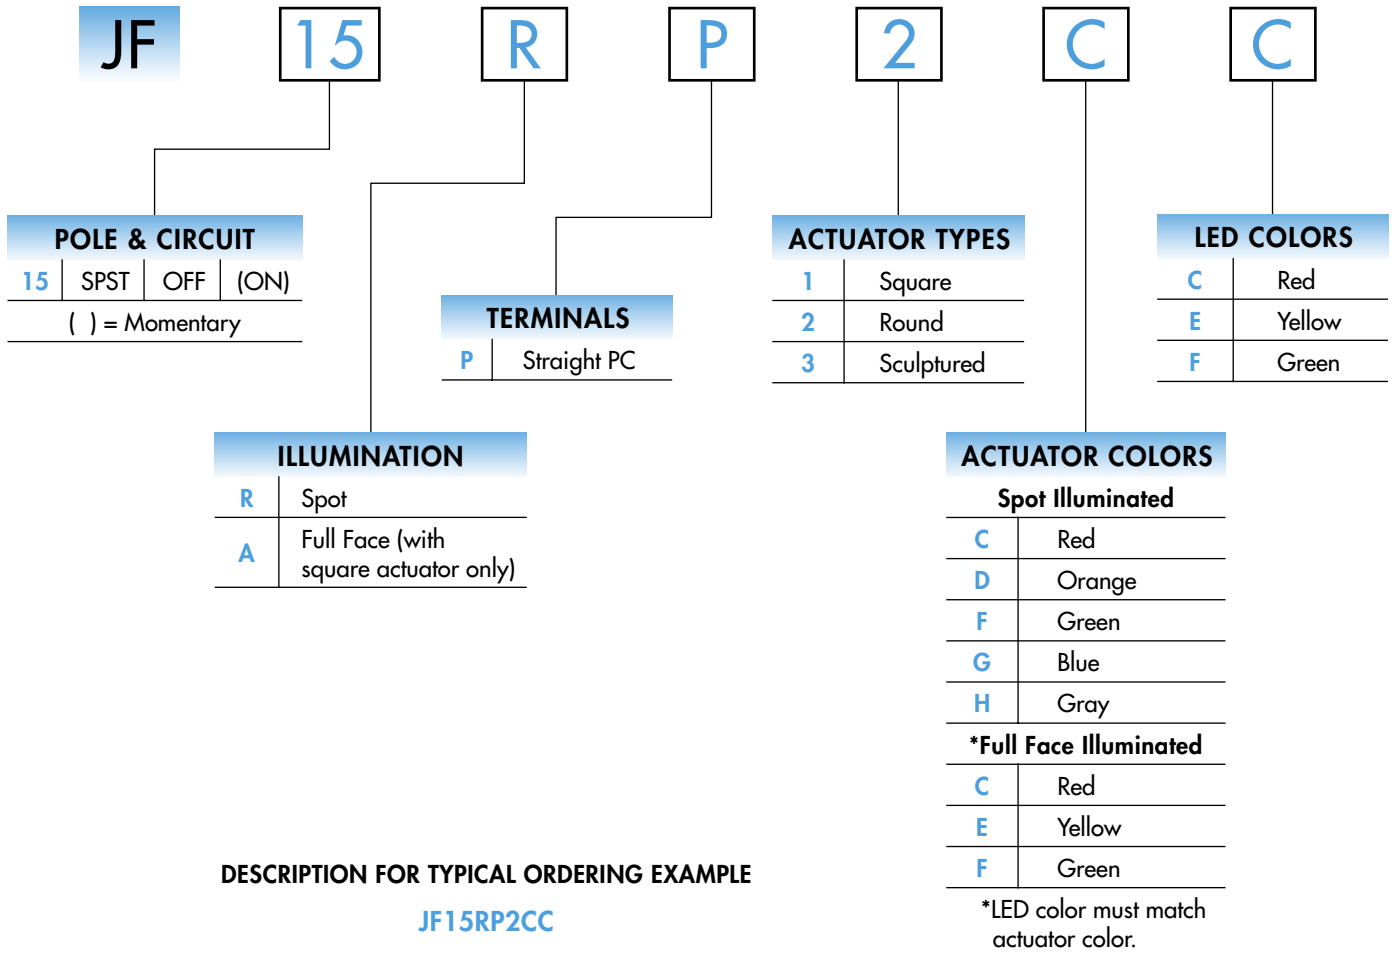 JF 15 R P 2 C C
POLE & CIRCUIT
15 SPST OFF (ON)
( ) = Momentary
ILLUMINATION
R Spot
A Full Face (with
square actuator only)
TERMINALS
P Straight PC
ACTUATOR TYPES
1 Square
2 Round
3 Sculptured
ACTUATOR COLORS
Spot Illuminated
C Red
D Orange
F Green
G Blue
H Gray
*Full Face Illuminated
C Red
E Yellow
F Green
*LED color must match
actuator color.
LED COLORS
C Red
E Yellow
F Green
DESCRIPTION FOR TYPICAL ORDERING EXAMPLE
JF15RP2CC